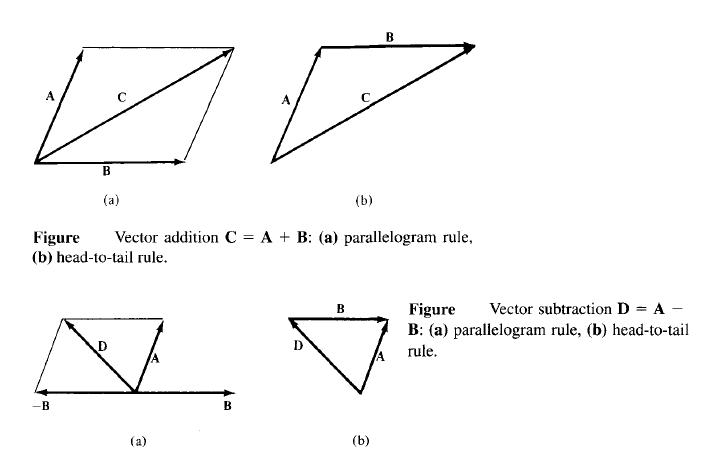 B
A
C
A
C
B
(a)
(b)
Figure Vector addition C = A + B: (a) parallelogram rule,
(b) head-to-tail rule.
B
D
A
D
A
-B
B
(a)
(b)
Figure Vector subtraction D = A −
B: (a) parallelogram rule, (b) head-to-tail
rule.